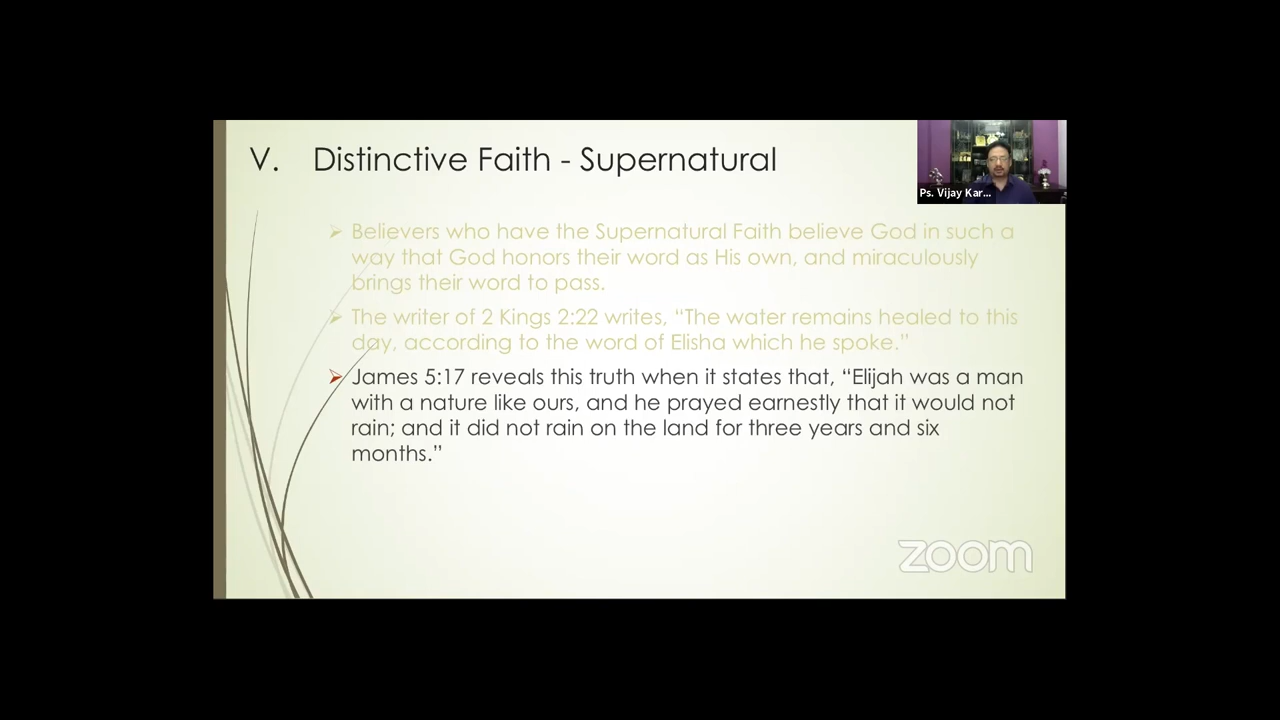 V. Distinctive Faith - Supernatural
Ps. Vijay Kar...
Believers who have the Supernatural Faith believe God in such a
way that God honors their word as His own, and miraculously
brings their word to pass.
The writer of 2 Kings 2:22 writes, “The water remains healed to this
day, according to the word of Elisha which he spoke.”
James 5:17 reveals this truth when it states that, “Elijah was a man
with a nature like ours, and he prayed earnestly that it would not
rain; and it did not rain on the land for three years and six
months.”
zoom